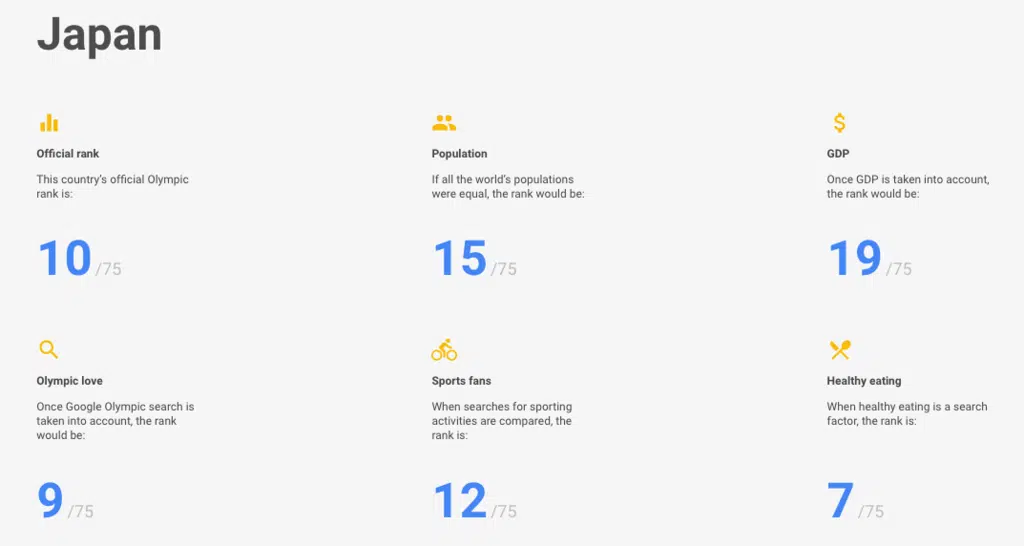 Japan
Official rank
This country's official Olympic
rank is:
10 /75
Population
If all the world's populations
were equal, the rank would be:
15 /75
GDP
Once GDP is taken into account,
the rank would be:
19 /75
Olympic love
Once Google Olympic search is
taken into account, the rank
would be:
9 /75
Sports fans
When searches for sporting
activities are compared, the
rank is:
12 /75
Healthy eating
When healthy eating is a search
factor, the rank is:
7 /75